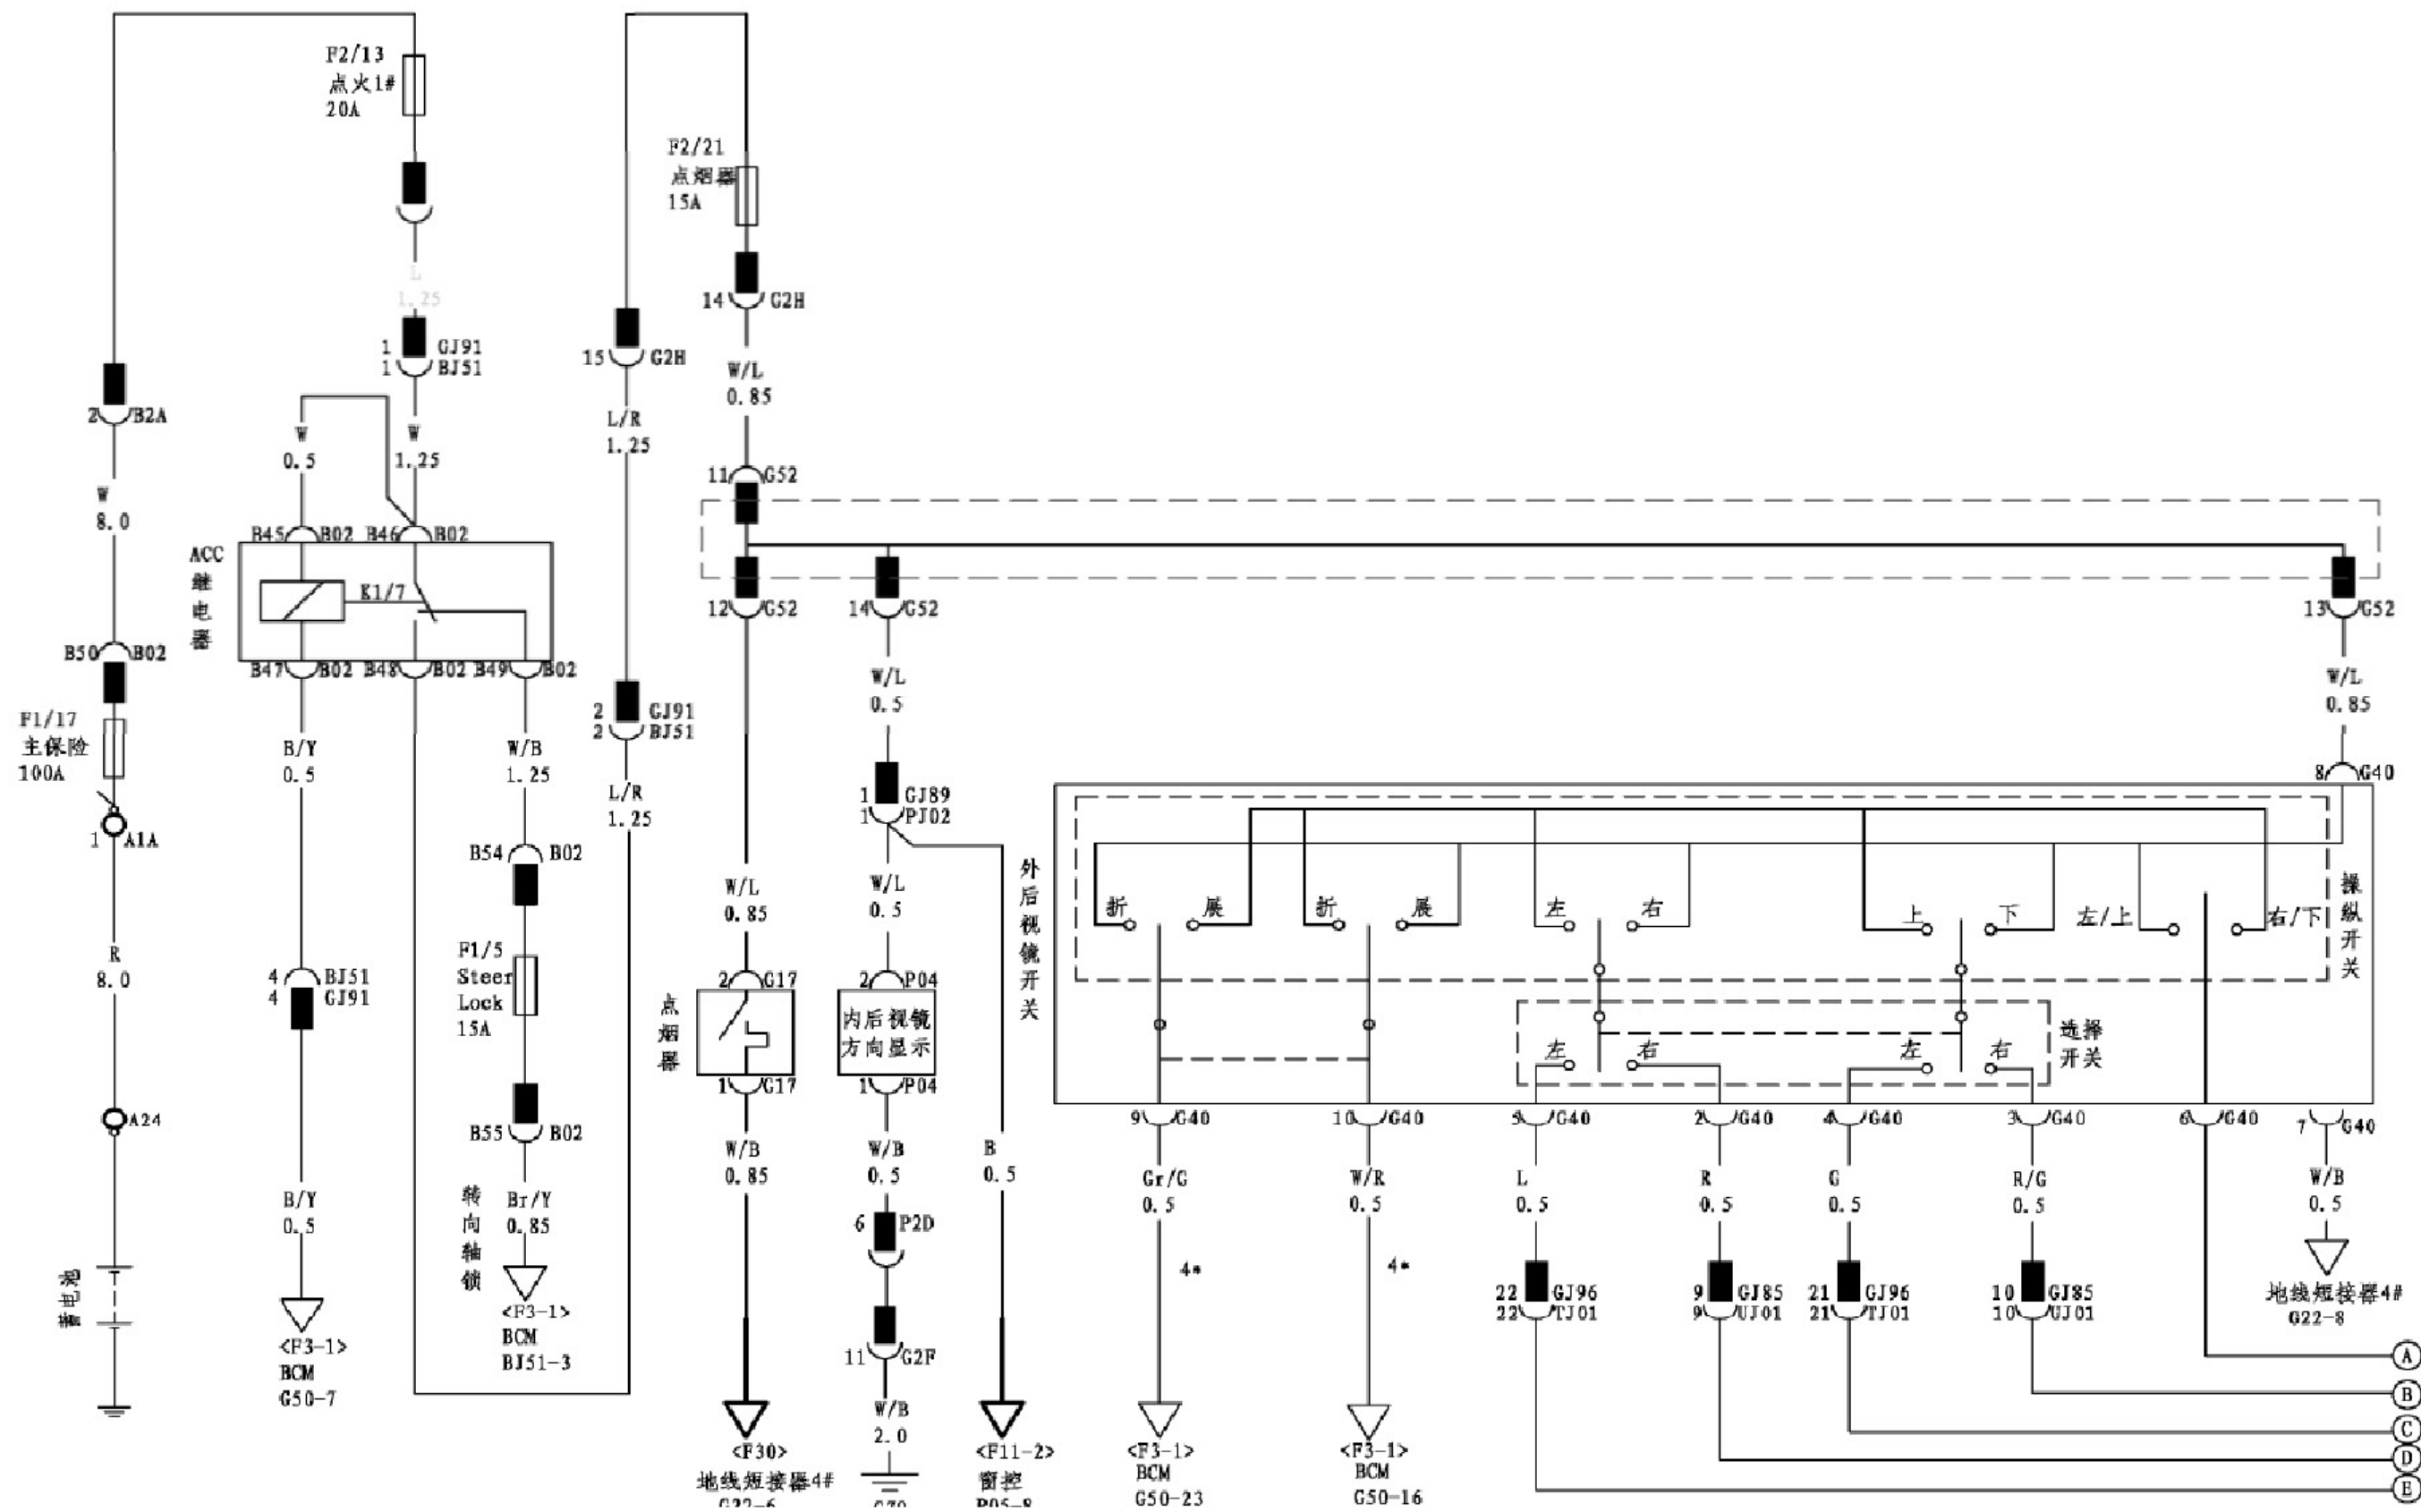 F2/13
点火1#
20A
L
1.25
1 GJ91
1 BJ51
2 B2A
W
8.0
W
0.5
W
1.25
B45 B02 B46 B02
ACC
继
电
器
K1/7
B47 B02 B48 B02 B49 B02
B50 B02
F1/17
主保险
100A
1 A1A
R
8.0
A24
蓄电池
B/Y
0.5
4 BJ51
4 GJ91
B/Y
0.5
<F3-1>
BCM
G50-7
W/B
1.25
B54 B02
F1/5
Steer
Lock
15A
B55 B02
转
向
轴
锁
Br/Y
0.85
<F3-1>
BCM
BJ51-3
15 G2H
L/R
1.25
2 GJ91
2 BJ51
L/R
1.25
F2/21
点烟器
15A
14 G2H
W/L
0.85
11 G52
12 G52
14 G52
13 G52
W/L
0.85
2 G17
点
烟
器
1 G17
W/B
0.85
<F30>
地线短接器4#
G22-6
W/L
0.5
1 GJ89
1 PJ02
W/L
0.5
2 P04
内后视镜
方向显示
1 P04
W/B
0.5
6 P2D
11 G2F
W/B
2.0
B
0.5
<F11-2>
窗控
P05-8
W/L
0.85
8 G40
外
后
视
镜
开
关
折 展 折 展 左 右 上 下 左/上 右/下
操
纵
开
关
左 右 左 右
选择
开关
9 G40 10 G40 5 G40 2 G40 4 G40 3 G40 6 G40 7 G40
Gr/G
0.5
4*
<F3-1>
BCM
G50-23
W/R
0.5
4*
<F3-1>
BCM
G50-16
L
0.5
22 GJ96
22 TJ01
R
0.5
9 GJ85
9 UJ01
G
0.5
21 GJ96
21 TJ01
R/G
0.5
10 GJ85
10 UJ01
W/B
0.5
地线短接器4#
G22-8
A
B
C
D
E